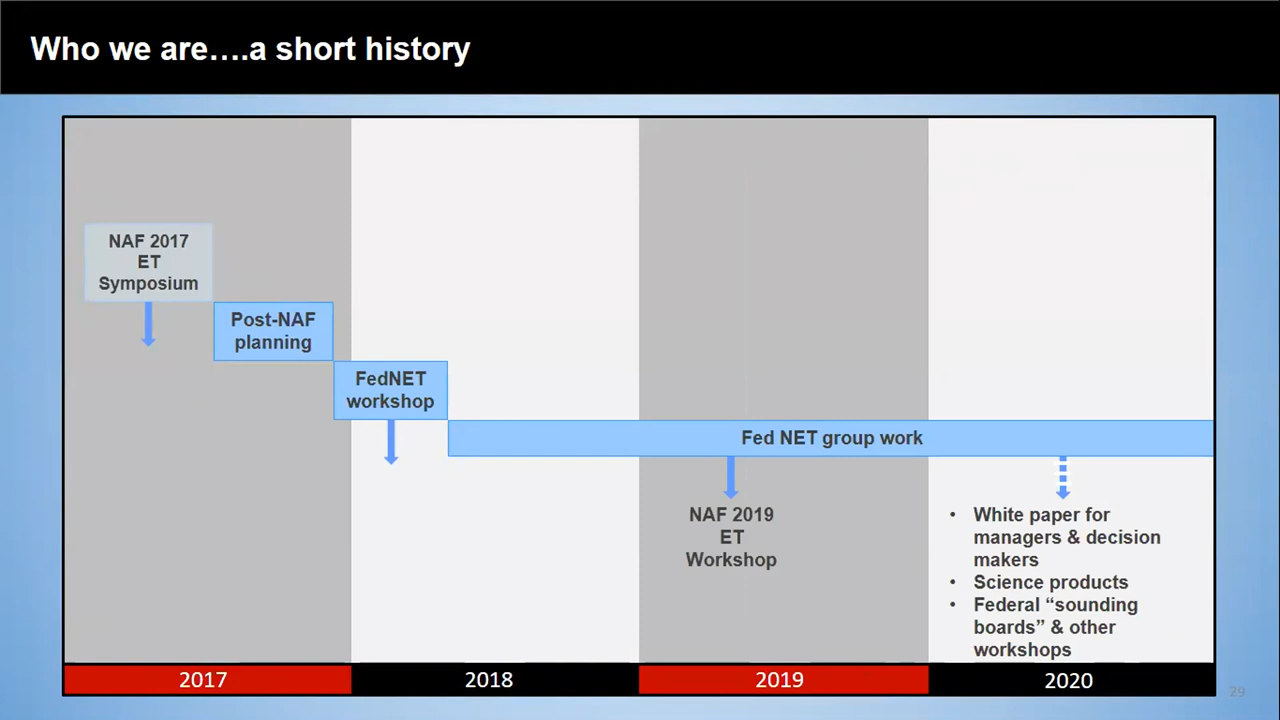 Who we are….a short history
NAF 2017
ET
Symposium
Post-NAF
planning
FedNET
workshop
Fed NET group work
NAF 2019
ET
Workshop
• White paper for
managers & decision
makers
• Science products
• Federal “sounding
boards” & other
workshops
2017
2018
2019
2020
29